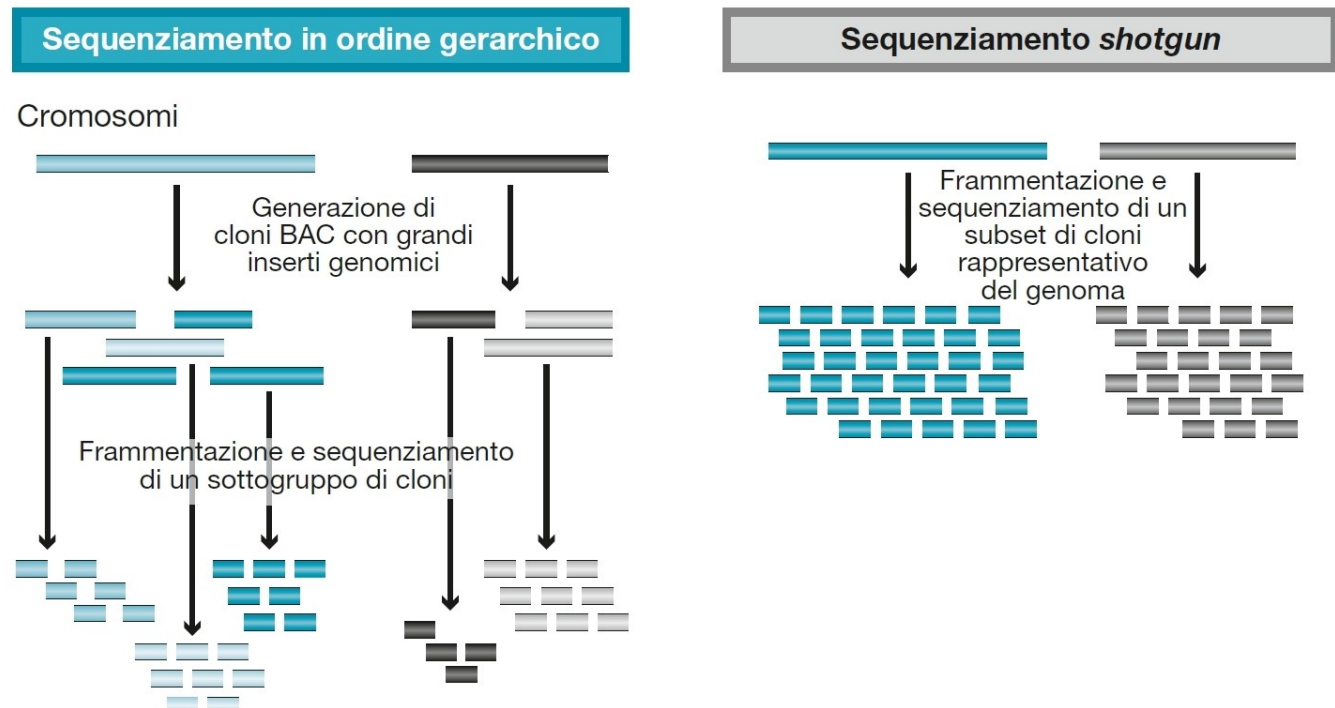 Sequenziamento in ordine gerarchico
Cromosomi
Generazione di
cloni BAC con grandi
inserti genomici
Frammentazione e sequenziamento
di un sottogruppo di cloni
Sequenziamento shotgun
Frammentazione e
sequenziamento di un
subset di cloni
rappresentativo
del genoma